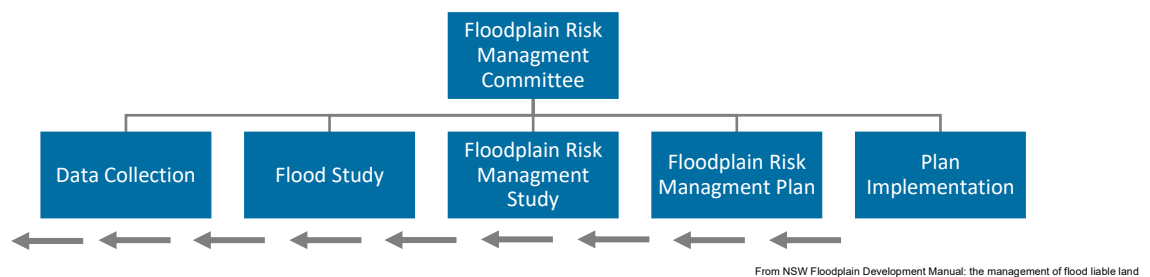 Floodplain Risk
Managment
Committee
Data Collection
Flood Study
Floodplain Risk
Managment
Study
Floodplain Risk
Managment Plan
Plan
Implementation
From NSW Floodplain Development Manual: the management of flood liable land